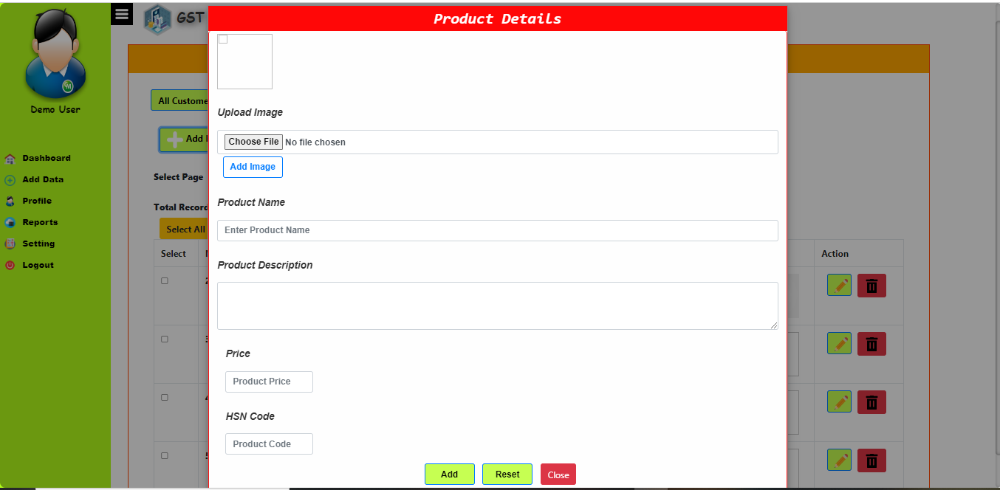 Demo User
Dashboard
Add Data
Profile
Reports
Setting
Logout
GST
All Custome
Add
Select Page
Total Record
Select All
Select
Action
Product Details
Upload Image
Choose File No file chosen
Add Image
Product Name
Enter Product Name
Product Description
Price
Product Price
HSN Code
Product Code
Add
Reset
Close